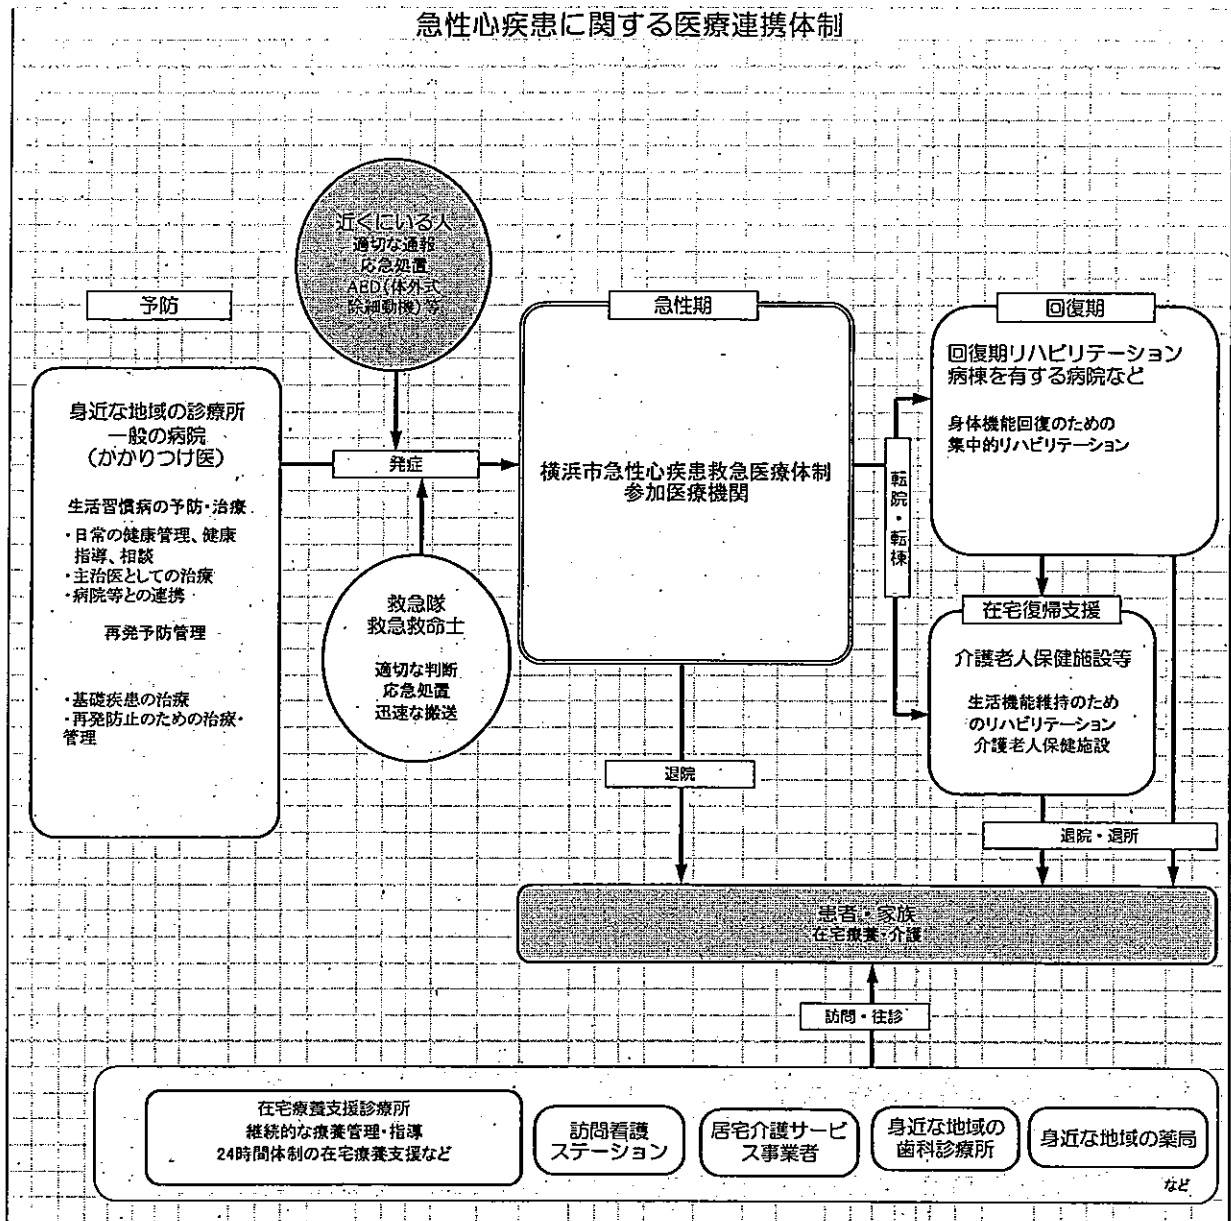 急性心疾患に関する医療連携体制
近くにいる人
適切な通報
応急処置
AED(体外式
除細動機)等
予防
急性期
回復期
身近な地域の診療所
一般の病院
(かかりつけ医)
生活習慣病の予防・治療
・日常の健康管理、健康
指導、相談
・主治医としての治療
・病院等との連携
再発予防管理
・基礎疾患の治療
・再発防止のための治療・
管理
発症
救急隊
救急救命士
適切な判断
応急処置
迅速な搬送
横浜市急性心疾患救急医療体制
参加医療機関
転院・転棟
回復期リハビリテーション
病棟を有する病院など
身体機能回復のための
集中的リハビリテーション
在宅復帰支援
介護老人保健施設等
生活機能維持のため
のリハビリテーション
介護老人保健施設
退院
退院・退所
患者・家族
在宅療養・介護
訪問・往診
在宅療養支援診療所
継続的な療養管理・指導
24時間体制の在宅療養支援など
訪問看護
ステーション
居宅介護サービ
ス事業者
身近な地域の
歯科診療所
身近な地域の薬局
など